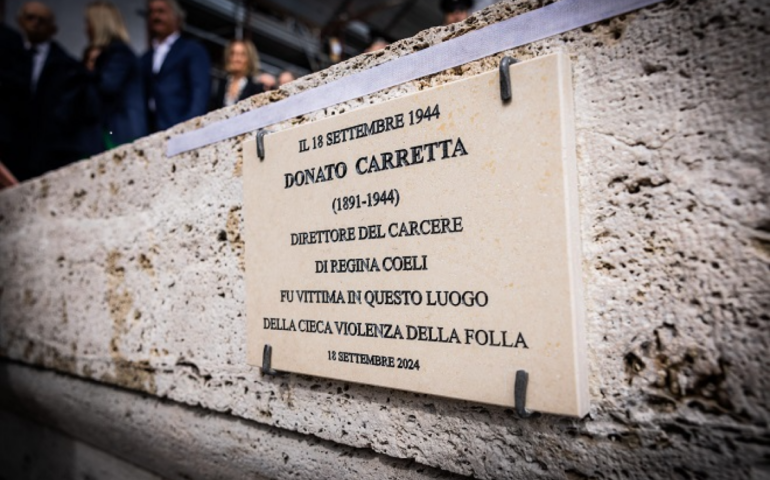 IL 18 SETTEMBRE 1944
DONATO CARRETTA
(1891-1944)
DIRETTORE DEL CARCERE
DI REGINA COELI
FU VITTIMA IN QUESTO LUOGO
DELLA CIECA VIOLENZA DELLA FOLLA
18 SETTEMBRE 2024